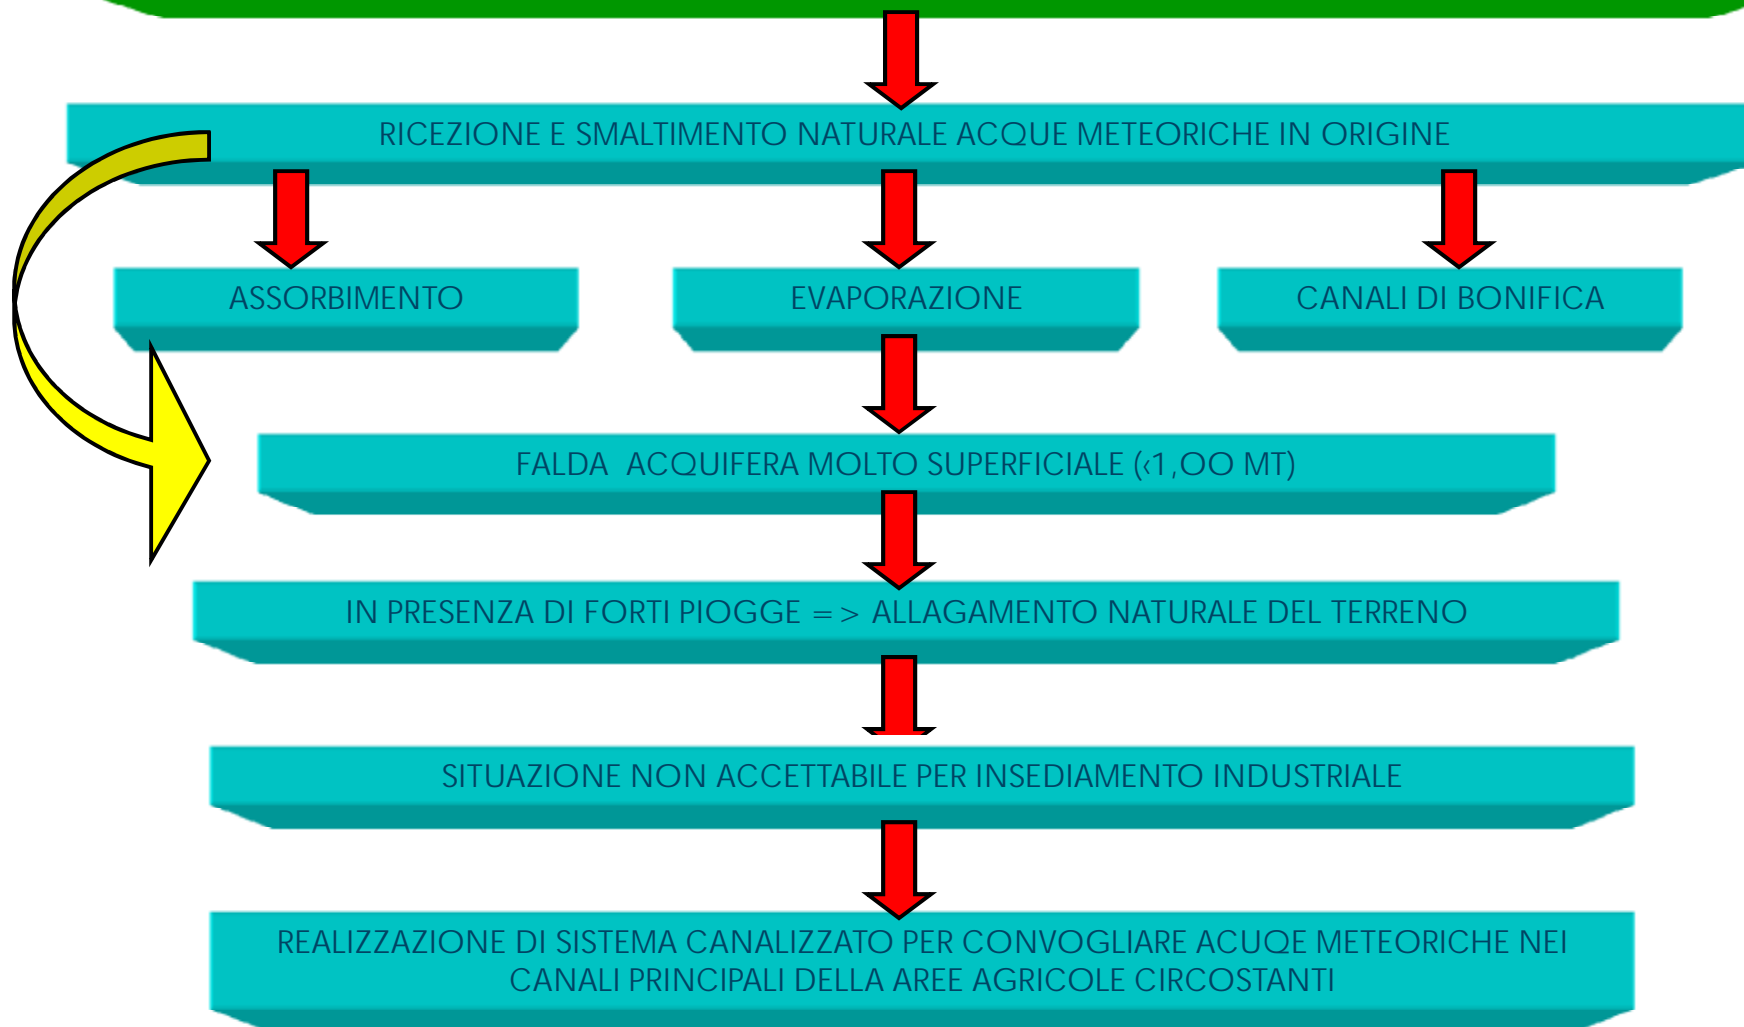 RICEZIONE E SMALTIMENTO NATURALE ACQUE METEORICHE IN ORIGINE
ASSORBIMENTO
EVAPORAZIONE
CANALI DI BONIFICA
FALDA  ACQUIFERA MOLTO SUPERFICIALE (‹1,OO MT)
IN PRESENZA DI FORTI PIOGGE => ALLAGAMENTO NATURALE DEL TERRENO
SITUAZIONE NON ACCETTABILE PER INSEDIAMENTO INDUSTRIALE
REALIZZAZIONE DI SISTEMA CANALIZZATO PER CONVOGLIARE ACUQE METEORICHE NEI
CANALI PRINCIPALI DELLA AREE AGRICOLE CIRCOSTANTI